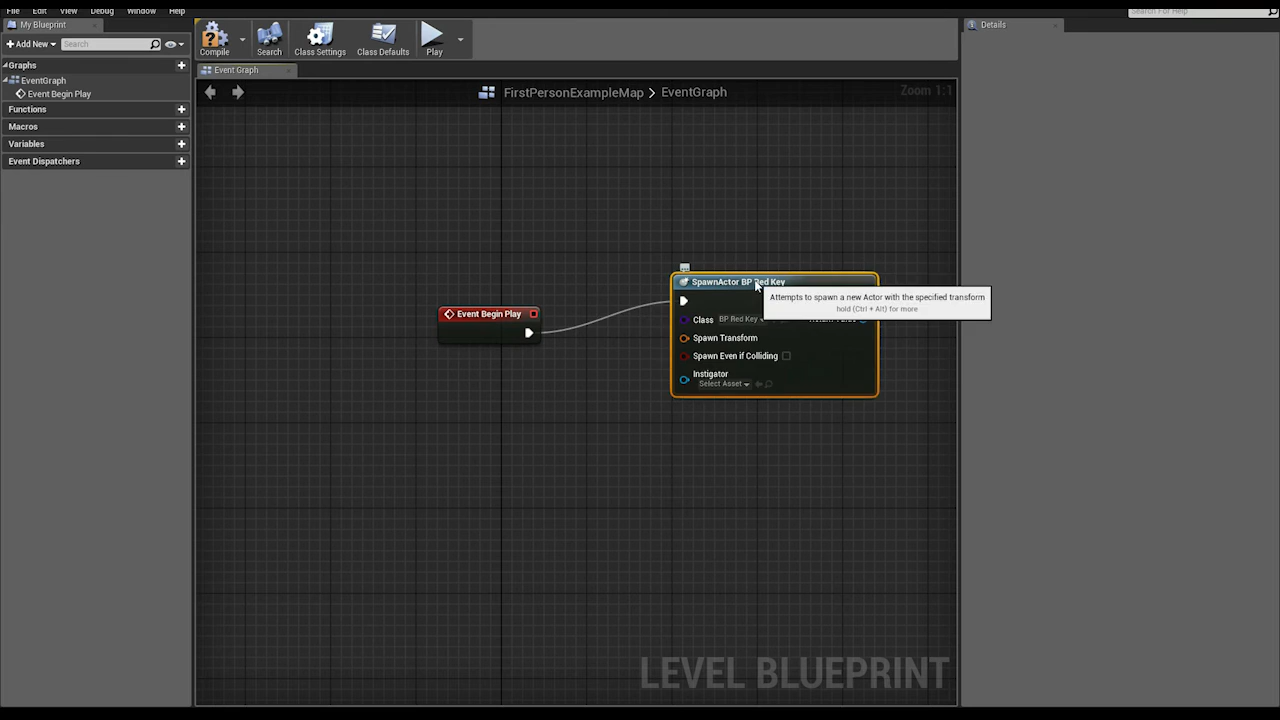 File Edit View Debug Window Help
Search For Help
My Blueprint
Details
Add New
Search
Compile
Search
Class Settings
Class Defaults
Play
Graphs
Event Graph
EventGraph
FirstPersonExampleMap > EventGraph
Zoom 1:1
Event Begin Play
Functions
Macros
Variables
Event Dispatchers
SpawnActor BP Red Key
Attempts to spawn a new Actor with the specified transform
hold (Ctrl + Alt) for more
Event Begin Play
Class BP Red Key
Spawn Transform
Spawn Even if Colliding
Instigator
Select Asset
LEVEL BLUEPRINT